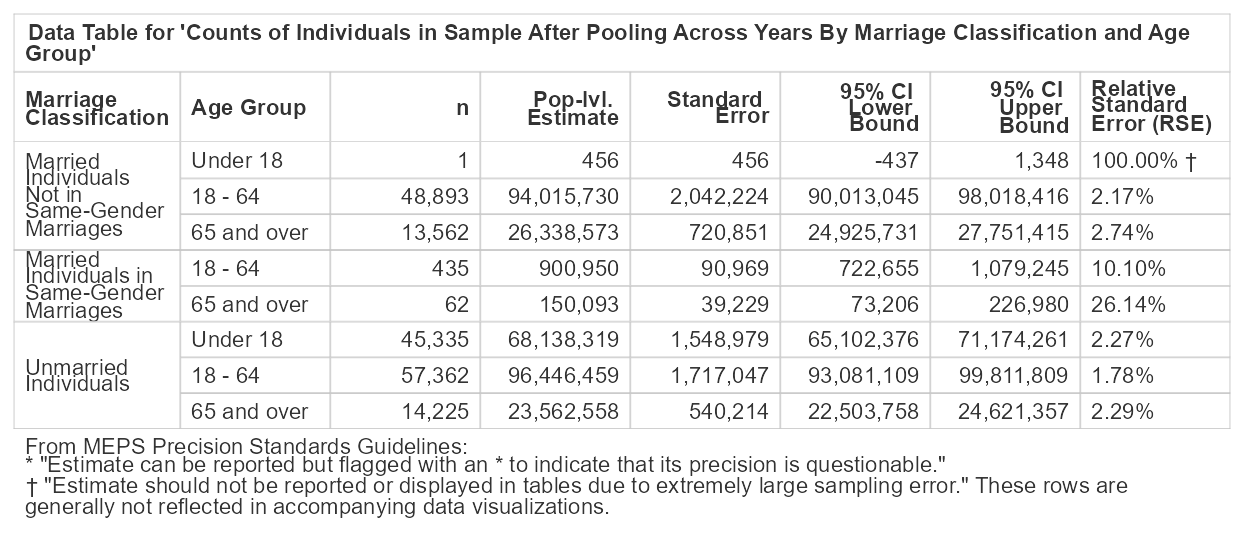 Data Table for 'Counts of Individuals in Sample After Pooling Across Years By Marriage Classification and Age
Group'
Marriage Classification Age Group n Pop-lvl. Estimate Standard Error 95% CI Lower Bound 95% CI Upper Bound Relative Standard Error (RSE)
Married Individuals Not in Same-Gender Marriages Under 18 1 456 456 -437 1,348 100.00% †
18 - 64 48,893 94,015,730 2,042,224 90,013,045 98,018,416 2.17%
65 and over 13,562 26,338,573 720,851 24,925,731 27,751,415 2.74%
Married Individuals in Same-Gender Marriages 18 - 64 435 900,950 90,969 722,655 1,079,245 10.10%
65 and over 62 150,093 39,229 73,206 226,980 26.14%
Unmarried Individuals Under 18 45,335 68,138,319 1,548,979 65,102,376 71,174,261 2.27%
18 - 64 57,362 96,446,459 1,717,047 93,081,109 99,811,809 1.78%
65 and over 14,225 23,562,558 540,214 22,503,758 24,621,357 2.29%
From MEPS Precision Standards Guidelines:
* "Estimate can be reported but flagged with an * to indicate that its precision is questionable."
† "Estimate should not be reported or displayed in tables due to extremely large sampling error." These rows are
generally not reflected in accompanying data visualizations.